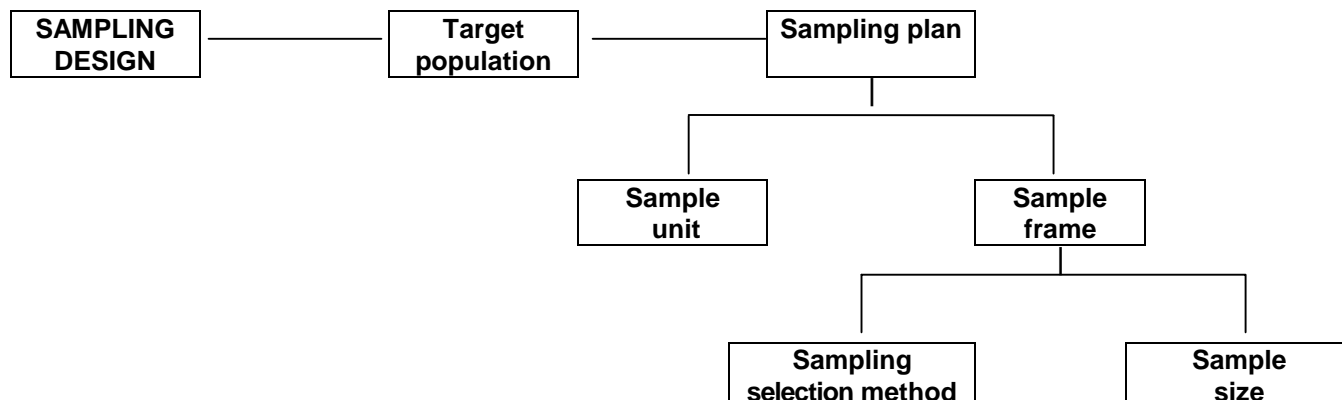 SAMPLING
DESIGN
Target
population
Sampling plan
Sample
unit
Sample
frame
Sampling
selection method
Sample
size